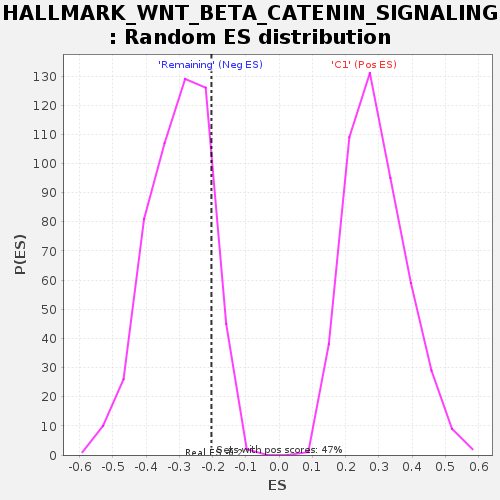 HALLMARK_WNT_BETA_CATENIN_SIGNALING
: Random ES distribution
'Remaining' (Neg ES) 'C1' (Pos ES)
130
120
110
100
90
80
70
60
50
40
30
20
10
0
P(ES)
Sets with pos scores: 47%
Real ES
-0.6 -0.5 -0.4 -0.3 -0.2 -0.1 0.0 0.1 0.2 0.3 0.4 0.5 0.6
ES